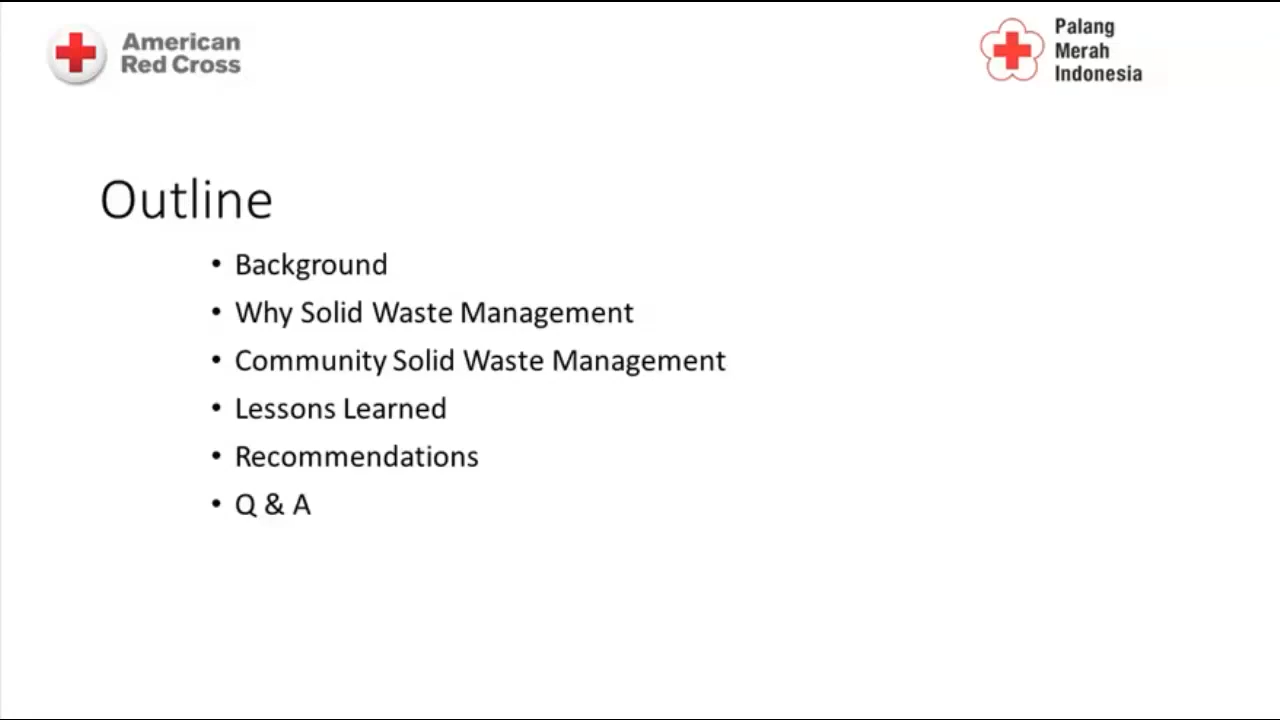 American
Red Cross
Palang
Merah
Indonesia
Outline
• Background
• Why Solid Waste Management
• Community Solid Waste Management
• Lessons Learned
• Recommendations
• Q & A